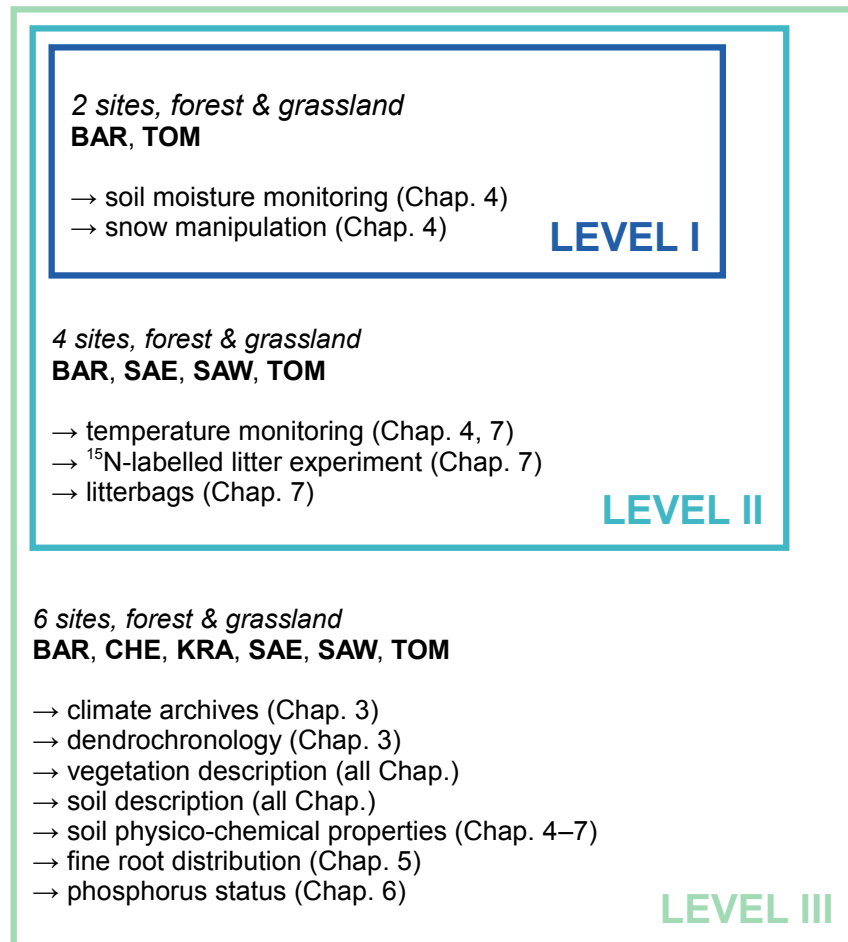 2 sites, forest & grassland
BAR, TOM
→ soil moisture monitoring (Chap. 4)
→ snow manipulation (Chap. 4)
LEVEL I
4 sites, forest & grassland
BAR, SAE, SAW, TOM
→ temperature monitoring (Chap. 4, 7)
→ ¹⁵N-labelled litter experiment (Chap. 7)
→ litterbags (Chap. 7)
LEVEL II
6 sites, forest & grassland
BAR, CHE, KRA, SAE, SAW, TOM
→ climate archives (Chap. 3)
→ dendrochronology (Chap. 3)
→ vegetation description (all Chap.)
→ soil description (all Chap.)
→ soil physico-chemical properties (Chap. 4–7)
→ fine root distribution (Chap. 5)
→ phosphorus status (Chap. 6)
LEVEL III